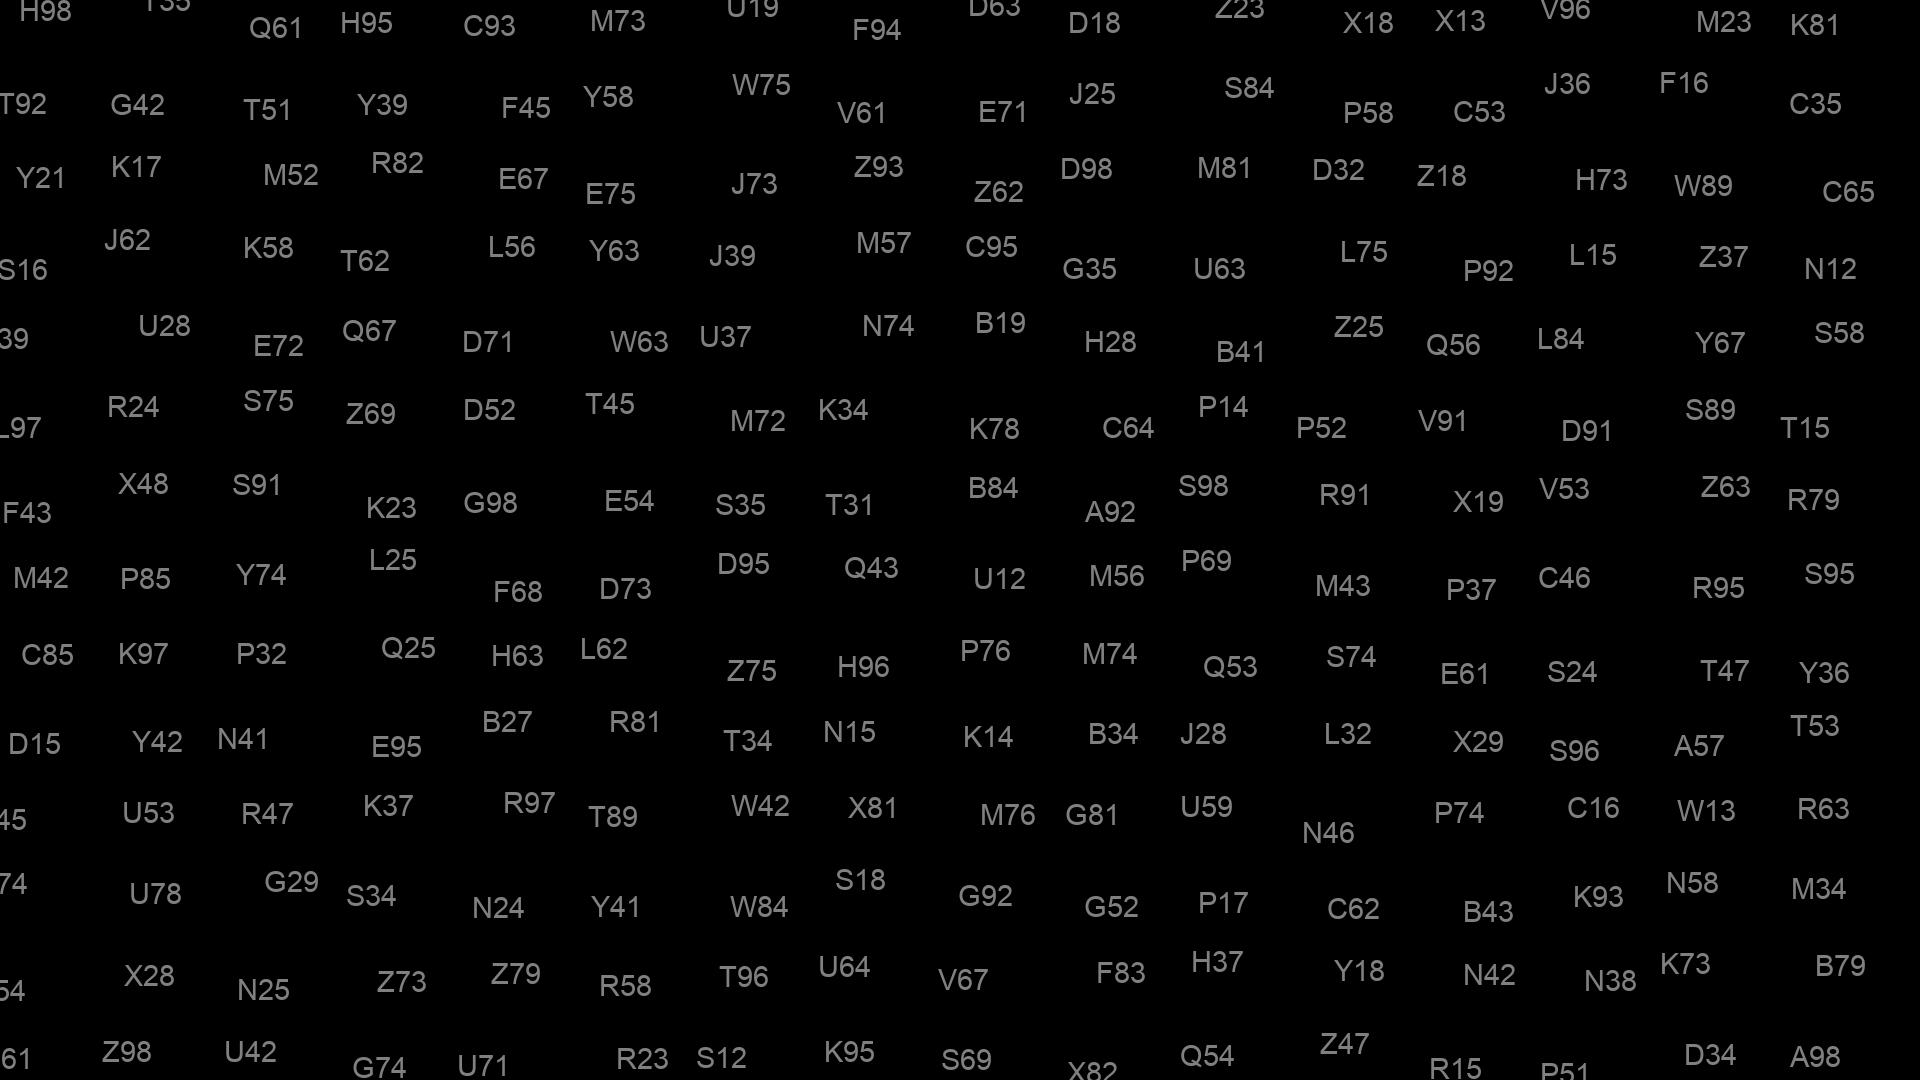 H98 T35 Q61 H95 C93 M73 U19 F94 D63 D18 Z23 X18 X13 V96 M23 K81
T92 G42 T51 Y39 F45 Y58 W75 V61 E71 J25 S84 P58 C53 J36 F16 C35
Y21 K17 M52 R82 E67 E75 J73 Z93 Z62 D98 M81 D32 Z18 H73 W89 C65
S16 J62 K58 T62 L56 Y63 J39 M57 C95 G35 U63 L75 P92 L15 Z37 N12
39 U28 E72 Q67 D71 W63 U37 N74 B19 H28 B41 Z25 Q56 L84 Y67 S58
L97 R24 S75 Z69 D52 T45 M72 K34 K78 C64 P14 P52 V91 D91 S89 T15
F43 X48 S91 K23 G98 E54 S35 T31 B84 A92 S98 R91 X19 V53 Z63 R79
M42 P85 Y74 L25 F68 D73 D95 Q43 U12 M56 P69 M43 P37 C46 R95 S95
C85 K97 P32 Q25 H63 L62 Z75 H96 P76 M74 Q53 S74 E61 S24 T47 Y36
D15 Y42 N41 E95 B27 R81 T34 N15 K14 B34 J28 L32 X29 S96 A57 T53
45 U53 R47 K37 R97 T89 W42 X81 M76 G81 U59 N46 P74 C16 W13 R63
74 U78 G29 S34 N24 Y41 W84 S18 G92 G52 P17 C62 B43 K93 N58 M34
54 X28 N25 Z73 Z79 R58 T96 U64 V67 F83 H37 Y18 N42 N38 K73 B79
61 Z98 U42 G74 U71 R23 S12 K95 S69 X82 Q54 Z47 R15 P51 D34 A98